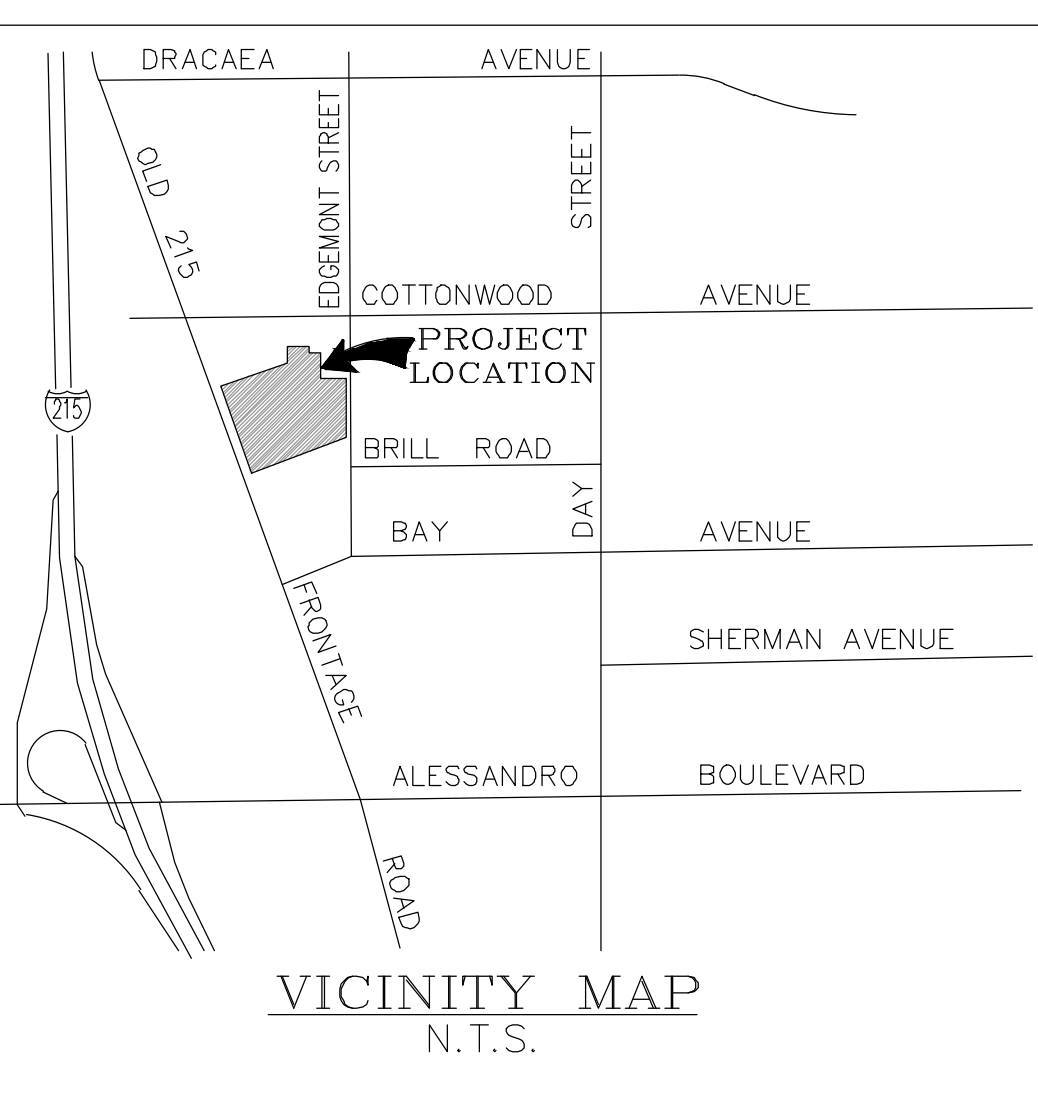 DRACAEA AVENUE
EDGEMONT STREET
OLD 215 FRONTAGE ROAD
DAY STREET
COTTONWOOD AVENUE
PROJECT
LOCATION
215
BRILL ROAD
BAY AVENUE
SHERMAN AVENUE
ALESSANDRO BOULEVARD
VICINITY MAP
N.T.S.